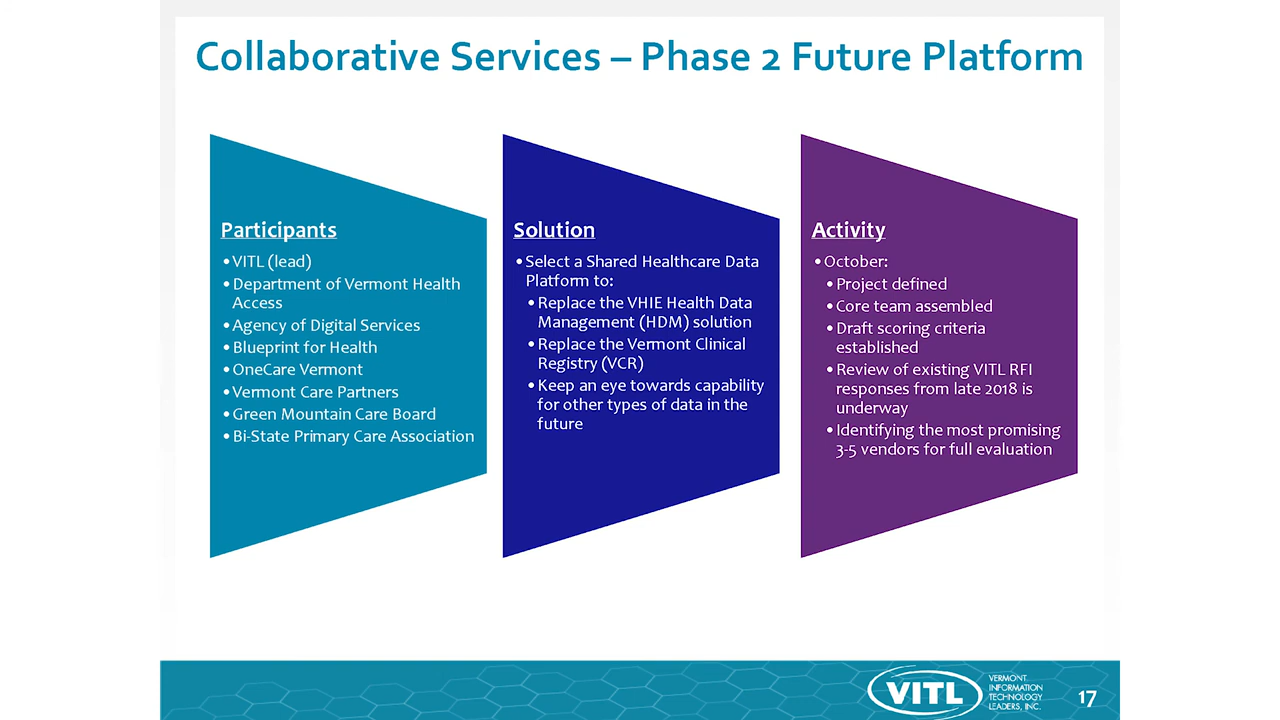 Collaborative Services – Phase 2 Future Platform
Participants
•VITL (lead)
•Department of Vermont Health
Access
•Agency of Digital Services
•Blueprint for Health
•OneCare Vermont
•Vermont Care Partners
•Green Mountain Care Board
•Bi-State Primary Care Association
Solution
•Select a Shared Healthcare Data
Platform to:
•Replace the VHIE Health Data
Management (HDM) solution
•Replace the Vermont Clinical
Registry (VCR)
•Keep an eye towards capability
for other types of data in the
future
Activity
•October:
•Project defined
•Core team assembled
•Draft scoring criteria
established
•Review of existing VITL RFI
responses from late 2018 is
underway
•Identifying the most promising
3-5 vendors for full evaluation
VITL
VERMONT
INFORMATION
TECHNOLOGY
LEADERS, INC.
17